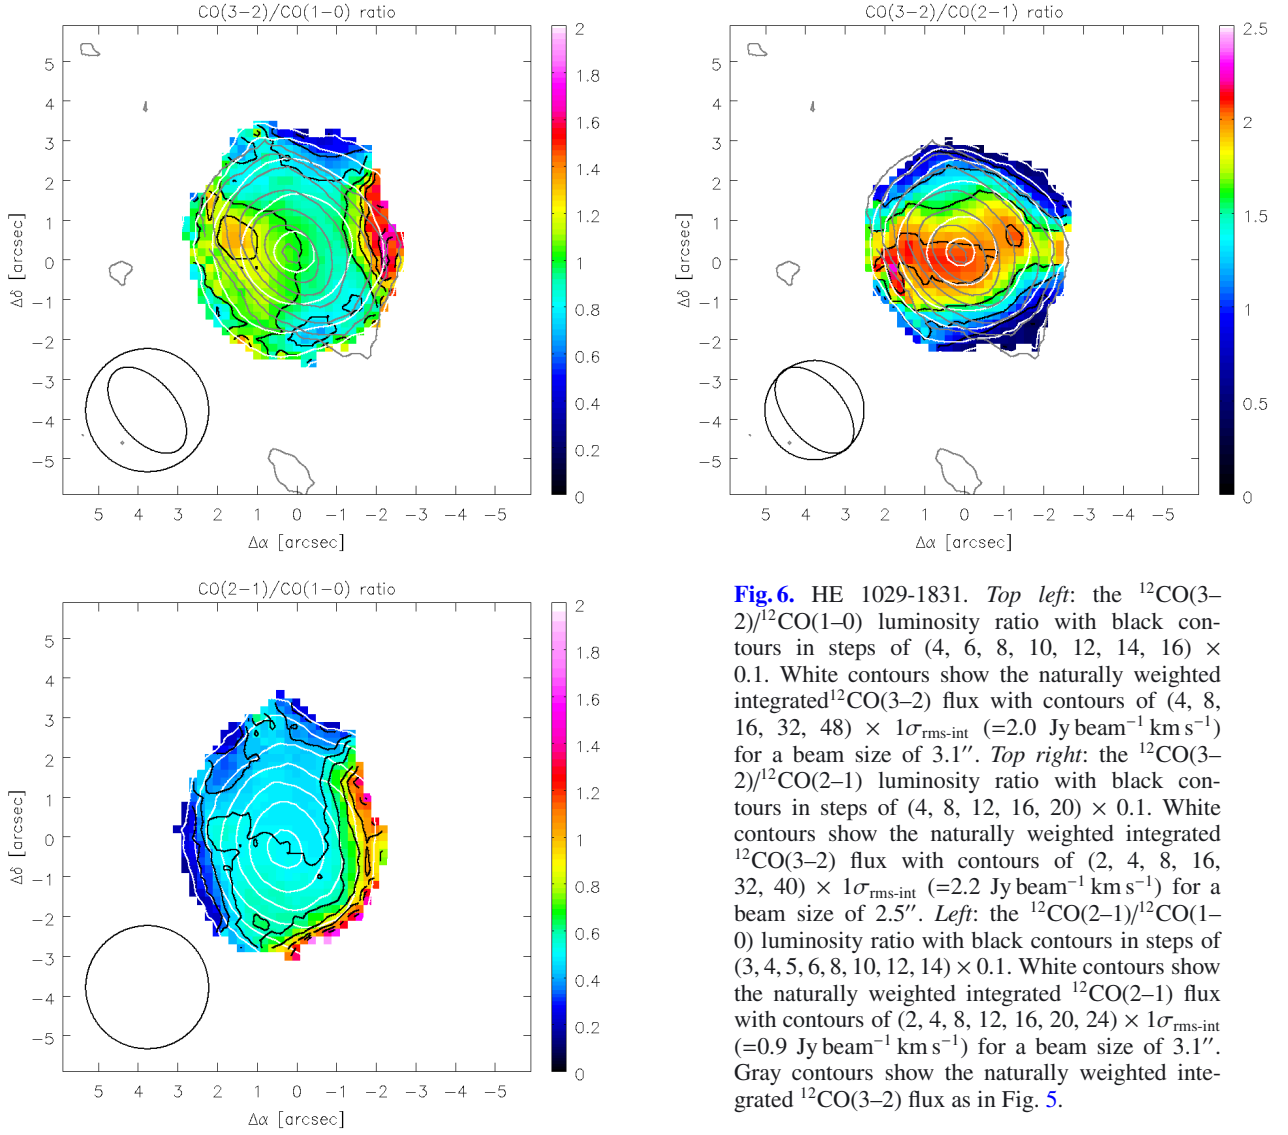 CO(3-2)/CO(1-0) ratio
Δδ [arcsec]
5
4
3
2
1
0
−1
−2
−3
−4
−5
5 4 3 2 1 0 −1 −2 −3 −4 −5
Δα [arcsec]
2
1.8
1.6
1.4
1.2
1
0.8
0.6
0.4
0.2
0
CO(3-2)/CO(2-1) ratio
Δδ [arcsec]
5
4
3
2
1
0
−1
−2
−3
−4
−5
5 4 3 2 1 0 −1 −2 −3 −4 −5
Δα [arcsec]
2.5
2
1.5
1
0.5
0
CO(2-1)/CO(1-0) ratio
Δδ [arcsec]
5
4
3
2
1
0
−1
−2
−3
−4
−5
5 4 3 2 1 0 −1 −2 −3 −4 −5
Δα [arcsec]
2
1.8
1.6
1.4
1.2
1
0.8
0.6
0.4
0.2
0
Fig. 6. HE 1029-1831. Top left: the ¹²CO(3–
2)/¹²CO(1–0) luminosity ratio with black con-
tours in steps of (4, 6, 8, 10, 12, 14, 16) ×
0.1. White contours show the naturally weighted
integrated¹²CO(3–2) flux with contours of (4, 8,
16, 32, 48) × 1σrms-int (=2.0 Jy beam⁻¹ km s⁻¹)
for a beam size of 3.1″. Top right: the ¹²CO(3–
2)/¹²CO(2–1) luminosity ratio with black con-
tours in steps of (4, 8, 12, 16, 20) × 0.1. White
contours show the naturally weighted integrated
¹²CO(3–2) flux with contours of (2, 4, 8, 16,
32, 40) × 1σrms-int (=2.2 Jy beam⁻¹ km s⁻¹) for a
beam size of 2.5″. Left: the ¹²CO(2–1)/¹²CO(1–
0) luminosity ratio with black contours in steps of
(3, 4, 5, 6, 8, 10, 12, 14) × 0.1. White contours show
the naturally weighted integrated ¹²CO(2–1) flux
with contours of (2, 4, 8, 12, 16, 20, 24) × 1σrms-int
(=0.9 Jy beam⁻¹ km s⁻¹) for a beam size of 3.1″.
Gray contours show the naturally weighted inte-
grated ¹²CO(3–2) flux as in Fig. 5.